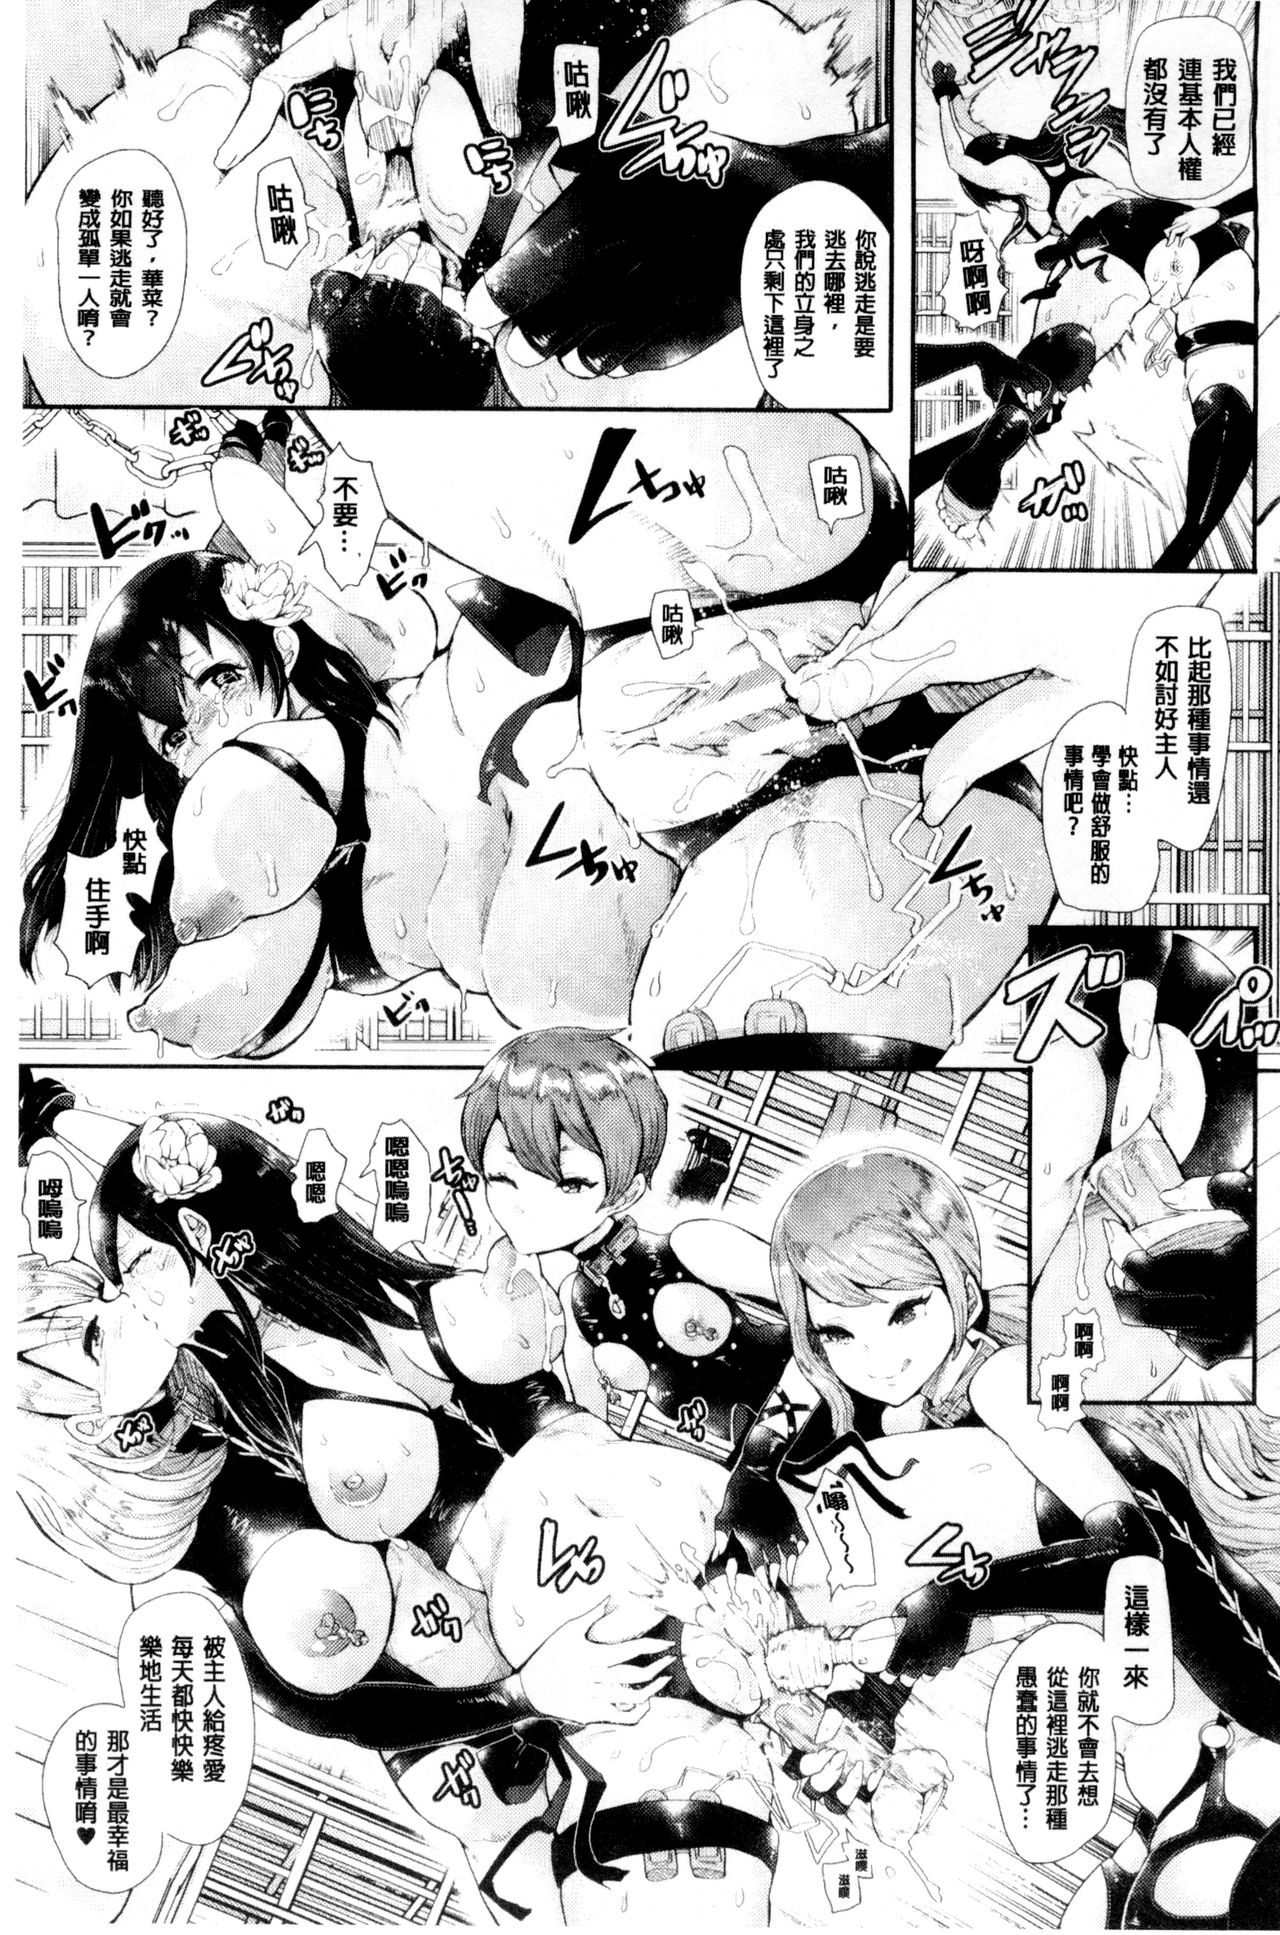 我們已經
連基本人權
都沒有了
呀啊啊
你說逃走是要
逃去哪裡，
我們的立身之
處只剩下這裡了
咕啾
咕啾
聽好了，華菜？
你如果逃走就會
變成孤單一人唷？
比起那種事情還
不如討好主人
快點…
學會做舒服的
事情吧？
咕啾
咕啾
不要…
快點
住手啊
啊啊
啊啊
嗯嗯嗚嗚
嗯嗯
嗚嗚
這樣一來
你就不會去想
從這裡逃走那種
愚蠢的事情了…
滋噗
滋噗
被主人給疼愛
每天都快快樂
樂地生活
那才是最幸福
的事情唷♥